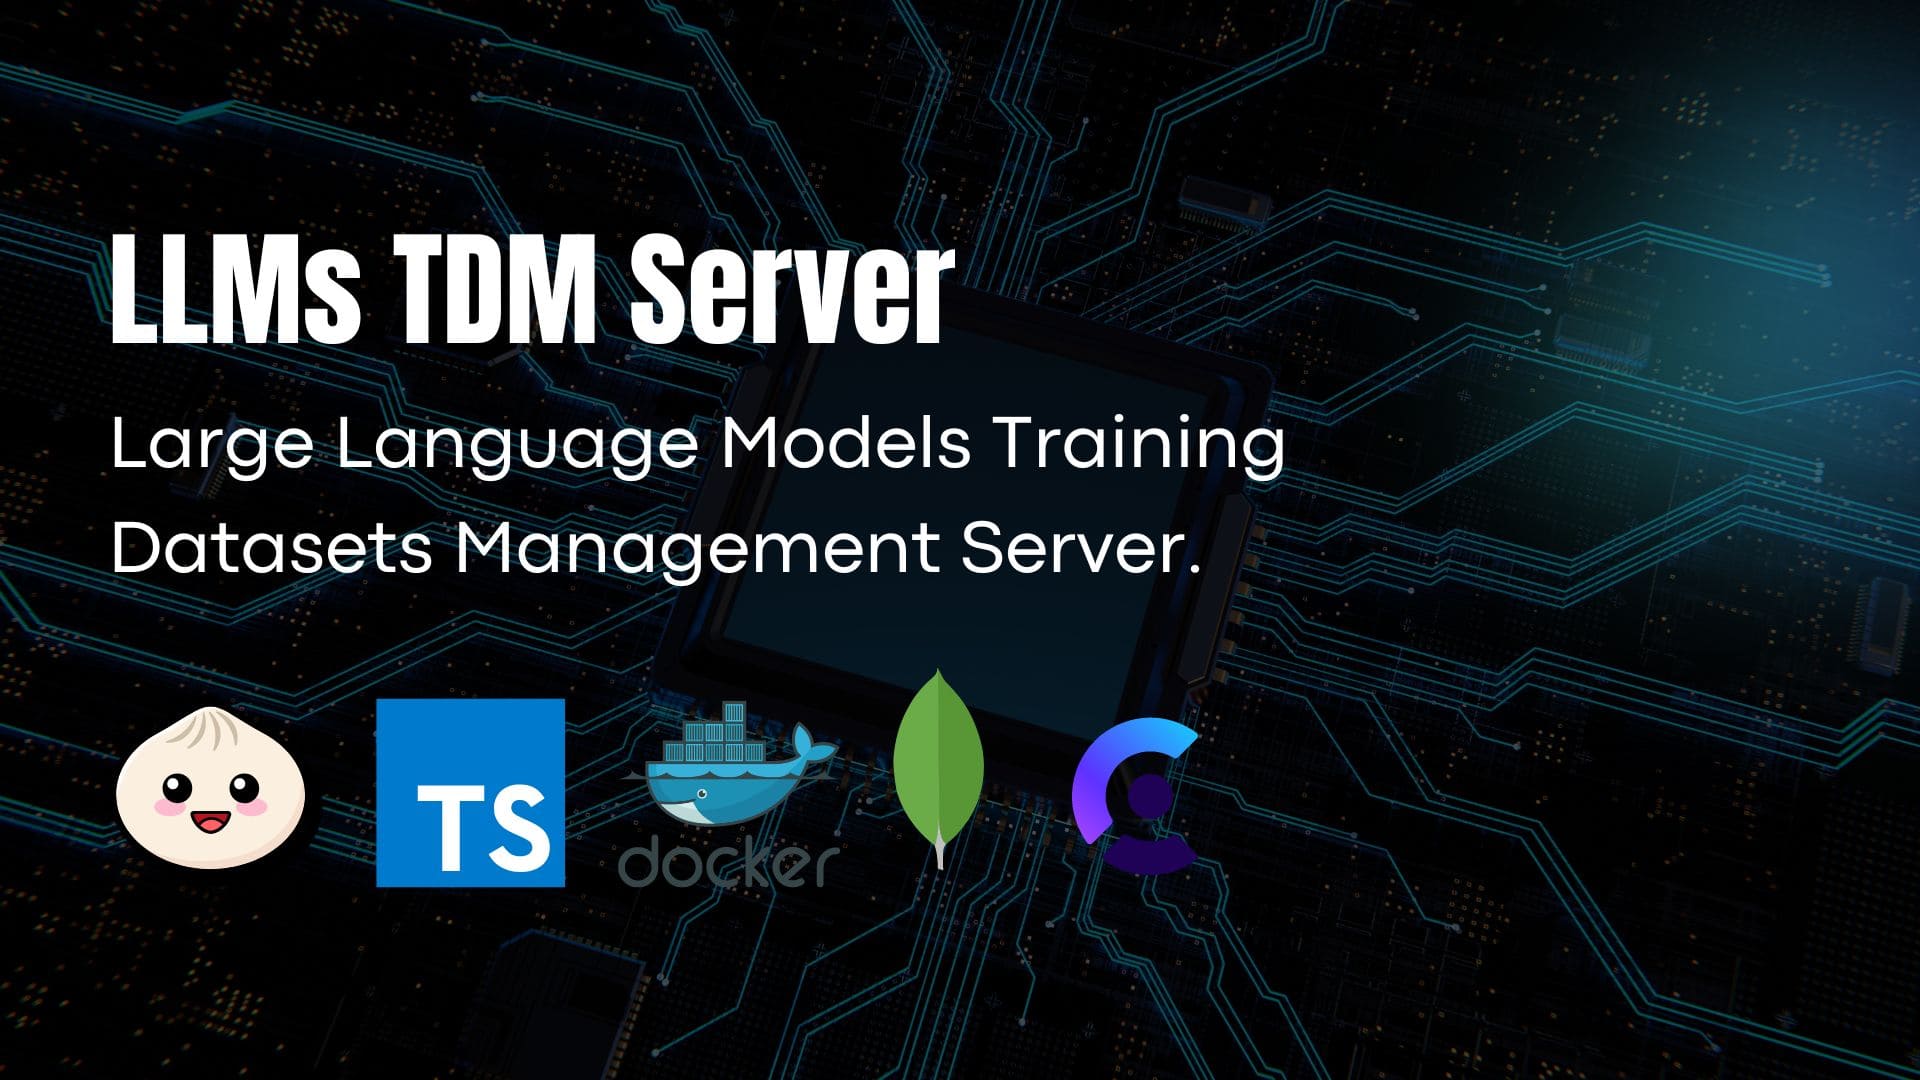 LLMs TDM Server
Large Language Models Training
Datasets Management Server.
TS
docker